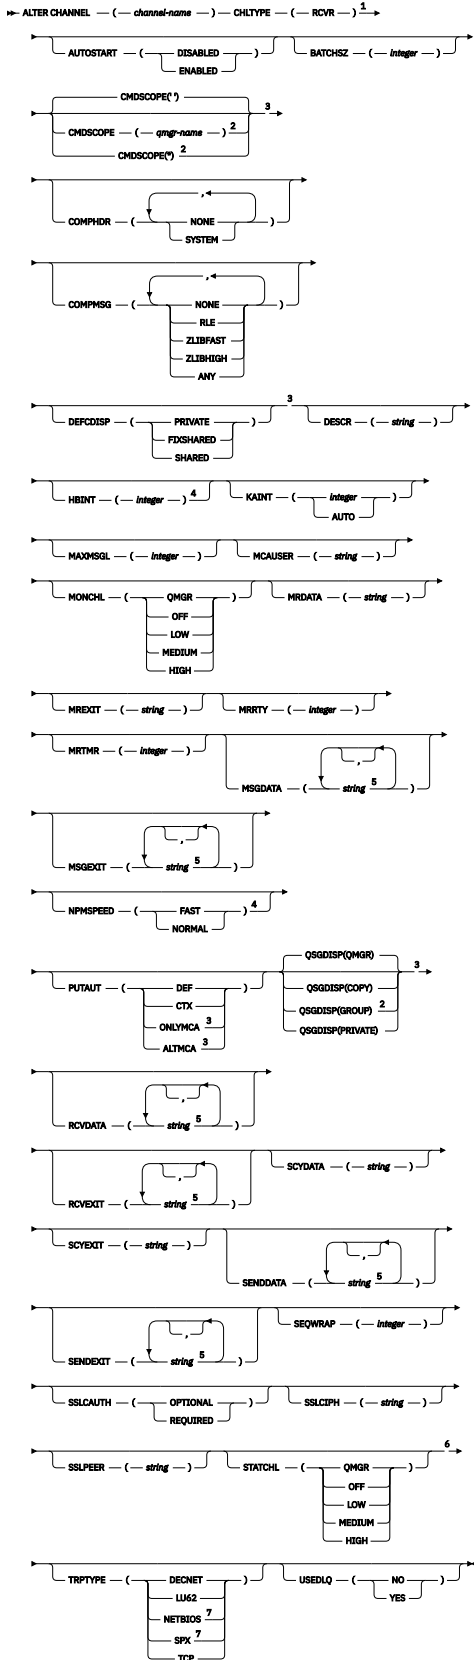 ALTER CHANNEL ( channel-name ) CHLTYPE ( RCVR ) 1
AUTOSTART ( DISABLED ) BATCHSZ ( integer )
ENABLED
CMDSCOPE(' ')
3
CMDSCOPE ( qmgr-name ) 2
CMDSCOPE(*) 2
,
COMPHDR ( NONE )
SYSTEM
,
COMPMSG ( NONE )
RLE
ZLIBFAST
ZLIBHIGH
ANY
3
DEFCDISP ( PRIVATE ) DESCR ( string )
FIXSHARED
SHARED
HBINT ( integer ) 4 KAINT ( integer )
AUTO
MAXMSGL ( integer ) MCAUSER ( string )
MONCHL ( QMGR ) MRDATA ( string )
OFF
LOW
MEDIUM
HIGH
MREXIT ( string ) MRRTY ( integer )
MRTMR ( integer )
,
MSGDATA ( string 5 )
,
MSGEXIT ( string 5 )
NPMSPEED ( FAST ) 4
NORMAL
QSGDISP(QMGR)
3
PUTAUT ( DEF ) QSGDISP(COPY)
CTX QSGDISP(GROUP) 2
ONLYMCA 3 QSGDISP(PRIVATE)
ALTMCA 3
,
RCVDATA ( string 5 )
SCYDATA ( string )
,
RCVEXIT ( string 5 )
SCYEXIT ( string )
,
SENDDATA ( string 5 )
SEQWRAP ( integer )
,
SENDEXIT ( string 5 )
SSLCAUTH ( OPTIONAL ) SSLCIPH ( string )
REQUIRED
6
SSLPEER ( string ) STATCHL ( QMGR )
OFF
LOW
MEDIUM
HIGH
TRPTYPE ( DECNET ) USEDLQ ( NO )
LU62 YES
NETBIOS 7
SPX 7
TCP